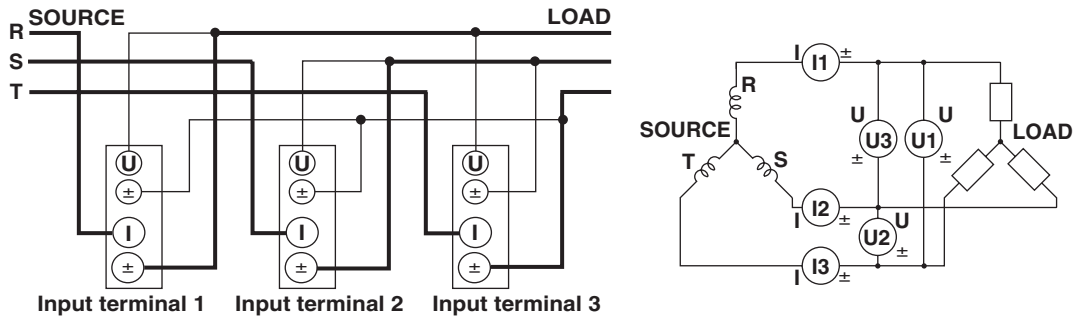 SOURCE LOAD
R
S
T
U U U
± ± ±
I I I
± ± ±
Input terminal 1 Input terminal 2 Input terminal 3
I I1 ±
R
U U
SOURCE U3 U1 LOAD
± ±
T S
I I2 ±
U
U2
±
I I3 ±